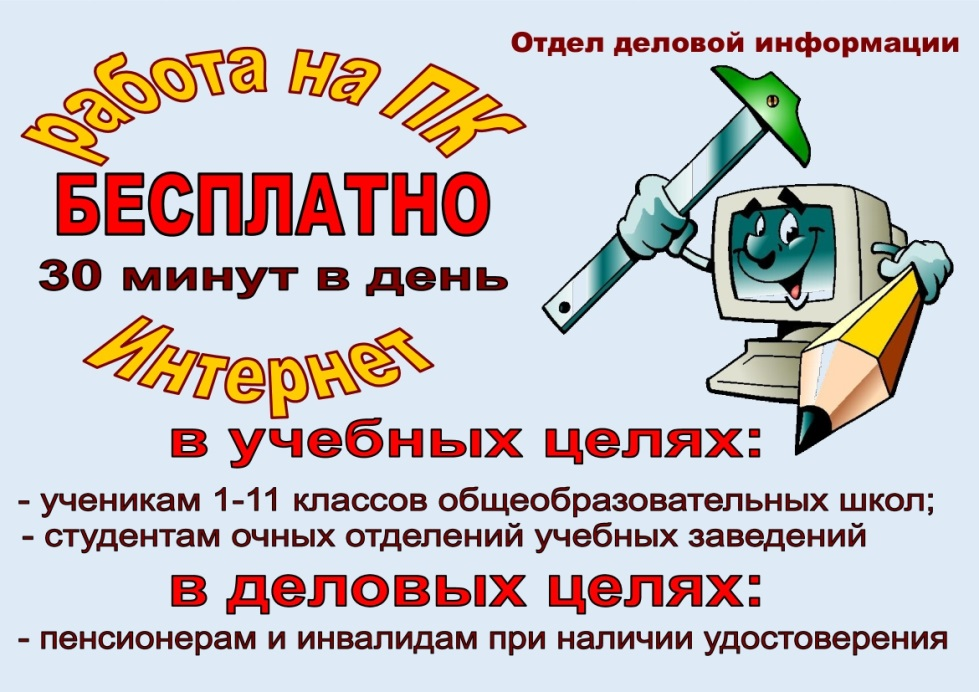 Отдел деловой информации
работа на ПК
БЕСПЛАТНО
30 минут в день
Интернет
в учебных целях:
- ученикам 1-11 классов общеобразовательных школ;
- студентам очных отделений учебных заведений
в деловых целях:
- пенсионерам и инвалидам при наличии удостоверения